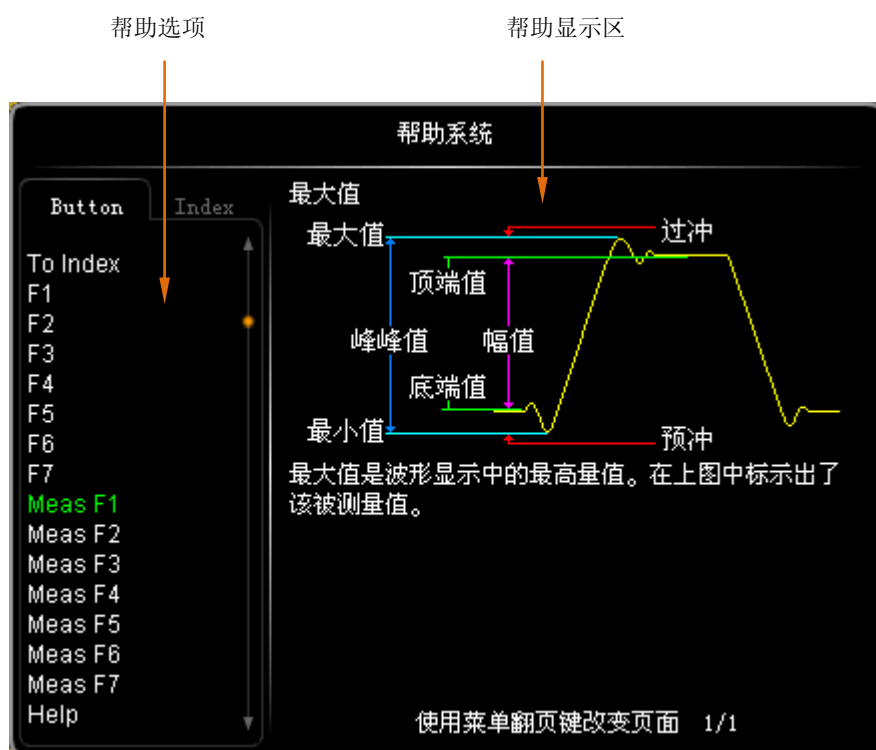 帮助选项
帮助显示区
帮助系统
Button
Index
To Index
F1
F2
F3
F4
F5
F6
F7
Meas F1
Meas F2
Meas F3
Meas F4
Meas F5
Meas F6
Meas F7
Help
最大值
最大值
过冲
顶端值
峰峰值
幅值
底端值
最小值
预冲
最大值是波形显示中的最高量值。在上图中标示出了
该被测量值。
使用菜单翻页键改变页面 1/1